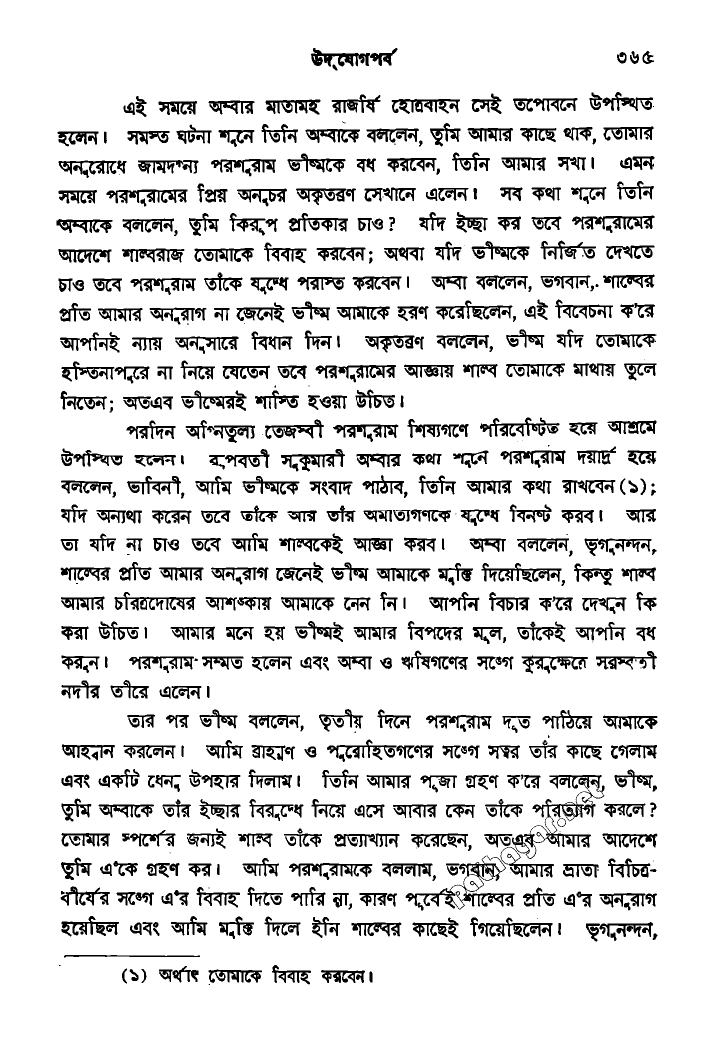 উদ্‌যোগপর্ব ৩৬৫
এই সময়ে অম্বার মাতামহ রাজর্ষি হোত্রবাহন সেই তপোবনে উপস্থিত
হলেন। সমস্ত ঘটনা শুনে তিনি অম্বাকে বললেন, তুমি আমার কাছে থাক, তোমার
অনুরোধে জামদগ্ন্য পরশুরাম ভীষ্মকে বধ করবেন, তিনি আমার সখা। এমন
সময়ে পরশুরামের প্রিয় অনুচর অকৃতব্রণ সেখানে এলেন। সব কথা শুনে তিনি
অম্বাকে বললেন, তুমি কিরূপ প্রতিকার চাও? যদি ইচ্ছা কর তবে পরশুরামের
আদেশে শাল্বরাজ তোমাকে বিবাহ করবেন; অথবা যদি ভীষ্মকে নির্জিত দেখতে
চাও তবে পরশুরাম তাঁকে যুদ্ধে পরাস্ত করবেন। অম্বা বললেন, ভগবান, শাল্বের
প্রতি আমার অনুরাগ না জেনেই ভীষ্ম আমাকে হরণ করেছিলেন, এই বিবেচনা ক'রে
আপনিই ন্যায় অনুসারে বিধান দিন। অকৃতব্রণ বললেন, ভীষ্ম যদি তোমাকে
হস্তিনাপুরে না নিয়ে যেতেন তবে পরশুরামের আজ্ঞায় শাল্ব তোমাকে মাথায় তুলে
নিতেন; অতএব ভীষ্মেরই শাস্তি হওয়া উচিত।
পরদিন অগ্নিতুল্য তেজস্বী পরশুরাম শিষ্যগণে পরিবেষ্টিত হয়ে আশ্রমে
উপস্থিত হলেন। রূপবতী সুকুমারী অম্বার কথা শুনে পরশুরাম দয়ার্দ্র হয়ে
বললেন, ভাবিনী, আমি ভীষ্মকে সংবাদ পাঠাব, তিনি আমার কথা রাখবেন(১);
যদি অন্যথা করেন তবে তাঁকে আর তাঁর অমাত্যগণকে যুদ্ধে বিনষ্ট করব। আর
তা যদি না চাও তবে আমি শাল্বকেই আজ্ঞা করব। অম্বা বললেন, ভৃগুনন্দন,
শাল্বের প্রতি আমার অনুরাগ জেনেই ভীষ্ম আমাকে মুক্তি দিয়েছিলেন, কিন্তু শাল্ব
আমার চরিত্রদোষের আশঙ্কায় আমাকে নেন নি। আপনি বিচার ক'রে দেখুন কি
করা উচিত। আমার মনে হয় ভীষ্মই আমার বিপদের মূল, তাঁকেই আপনি বধ
করুন। পরশুরাম সম্মত হলেন এবং অম্বা ও ঋষিগণের সঙ্গে কুরুক্ষেত্রে সরস্বতী
নদীর তীরে এলেন।
তার পর ভীষ্ম বললেন, তৃতীয় দিনে পরশুরাম দূত পাঠিয়ে আমাকে
আহ্বান করলেন। আমি ব্রাহ্মণ ও পুরোহিতগণের সঙ্গে সত্বর তাঁর কাছে গেলাম
এবং একটি ধেনু উপহার দিলাম। তিনি আমার পূজা গ্রহণ ক'রে বললেন, ভীষ্ম,
তুমি অম্বাকে তাঁর ইচ্ছার বিরুদ্ধে নিয়ে এসে আবার কেন তাঁকে পরিত্যাগ করলে?
তোমার স্পর্শের জন্যই শাল্ব তাঁকে প্রত্যাখ্যান করেছেন, অতএব আমার আদেশে
তুমি এ'কে গ্রহণ কর। আমি পরশুরামকে বললাম, ভগবান, আমার ভ্রাতা বিচিত্র-
বীর্যের সঙ্গে এ'র বিবাহ দিতে পারি না, কারণ পূর্বেই শাল্বের প্রতি এ'র অনুরাগ
হয়েছিল এবং আমি মুক্তি দিলে ইনি শাল্বের কাছেই গিয়েছিলেন। ভৃগুনন্দন,
(১) অর্থাৎ তোমাকে বিবাহ করবেন।